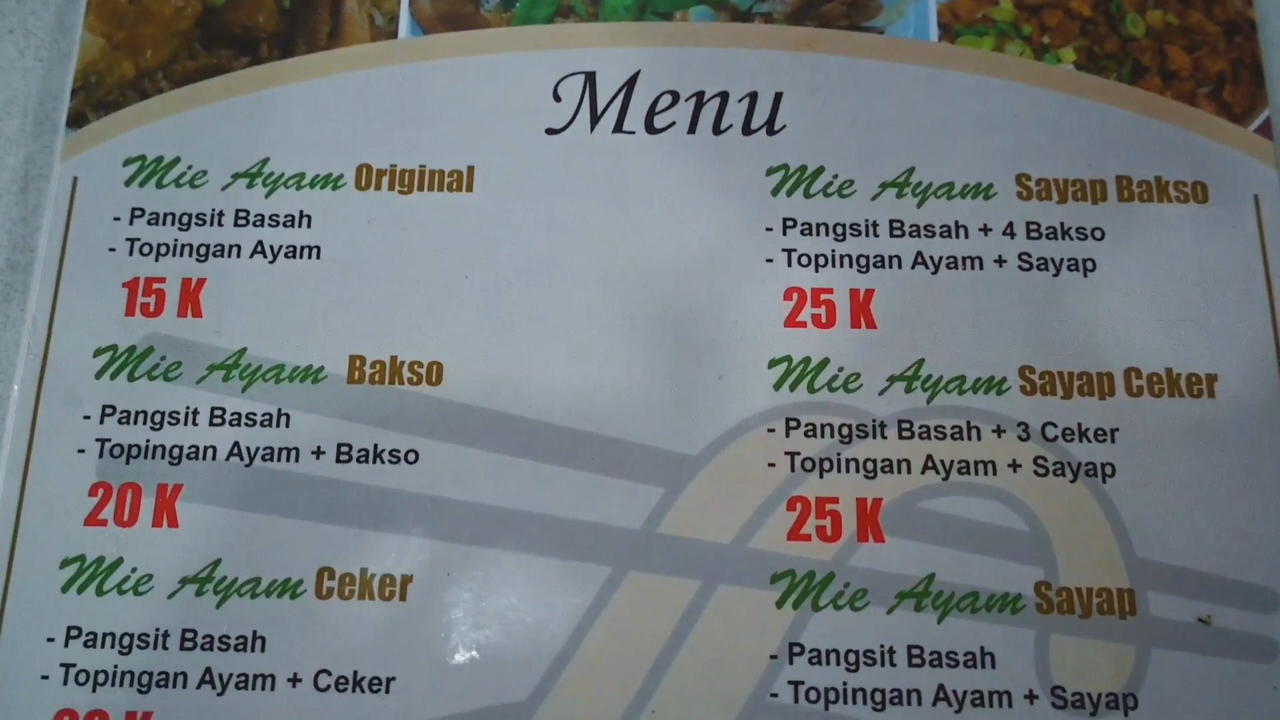 Menu
Mie Ayam Original
- Pangsit Basah
- Topingan Ayam
15 K
Mie Ayam Bakso
- Pangsit Basah
- Topingan Ayam + Bakso
20 K
Mie Ayam Ceker
- Pangsit Basah
- Topingan Ayam + Ceker
Mie Ayam Sayap Bakso
- Pangsit Basah + 4 Bakso
- Topingan Ayam + Sayap
25 K
Mie Ayam Sayap Ceker
- Pangsit Basah + 3 Ceker
- Topingan Ayam + Sayap
25 K
Mie Ayam Sayap
- Pangsit Basah
- Topingan Ayam + Sayap